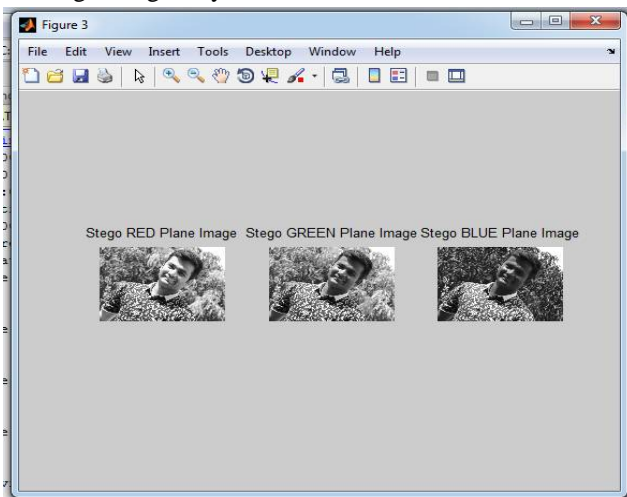 Figure 3
File Edit View Insert Tools Desktop Window Help
Stego RED Plane Image Stego GREEN Plane Image Stego BLUE Plane Image